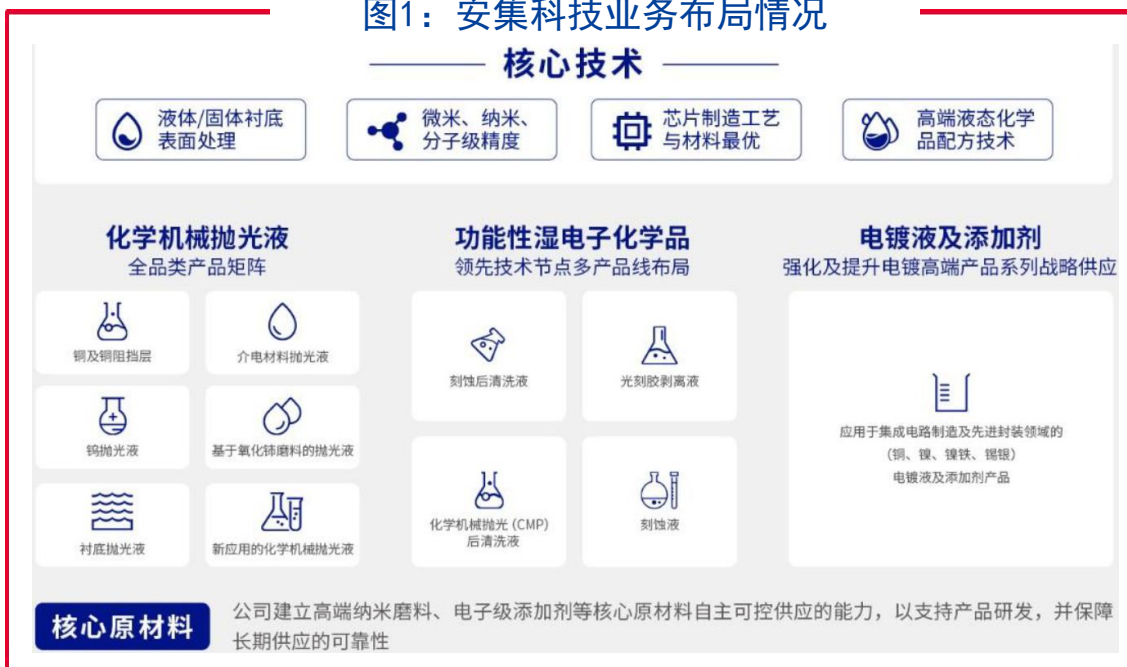 图1：安集科技业务布局情况
核心技术
液体/固体衬底
表面处理
微米、纳米、
分子级精度
芯片制造工艺
与材料最优
高端液态化学
品配方技术
化学机械抛光液
全品类产品矩阵
铜及铜阻挡层
介电材料抛光液
钨抛光液
基于氧化铈磨料的抛光液
衬底抛光液
新应用的化学机械抛光液
功能性湿电子化学品
领先技术节点多产品线布局
刻蚀后清洗液
光刻胶剥离液
化学机械抛光 (CMP)
后清洗液
刻蚀液
电镀液及添加剂
强化及提升电镀高端产品系列战略供应
应用于集成电路制造及先进封装领域的
(铜、镍、镍铁、锡银)
电镀液及添加剂产品
核心原材料
公司建立高端纳米磨料、电子级添加剂等核心原材料自主可控供应的能力，以支持产品研发，并保障
长期供应的可靠性